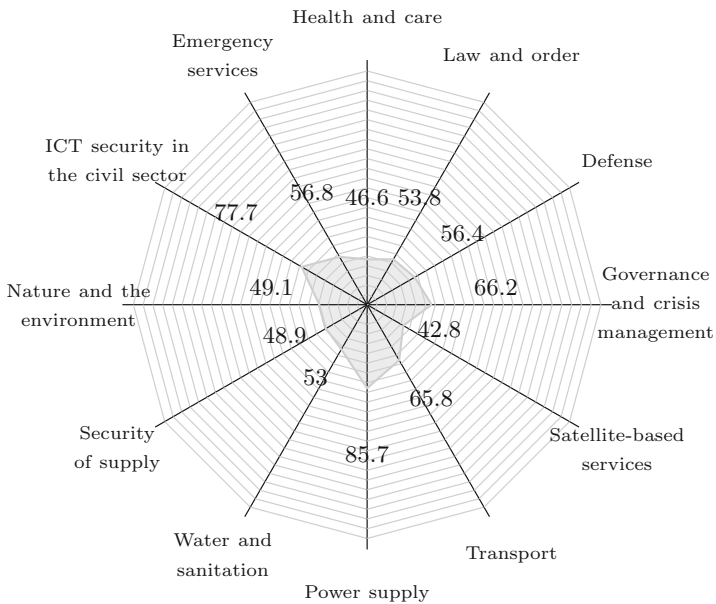 Health and care
Emergency
services
Law and order
ICT security in
the civil sector
Defense
77.7
56.8
46.6
53.8
56.4
Nature and the
environment
49.1
66.2
Governance
and crisis
management
48.9
42.8
53
65.8
Security
of supply
85.7
Satellite-based
services
Water and
sanitation
Transport
Power supply